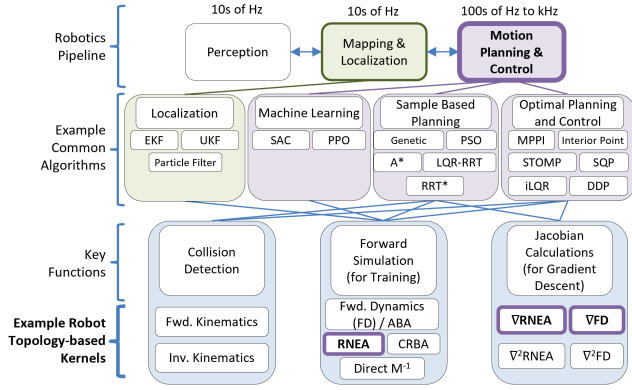 10s of Hz
10s of Hz
100s of Hz to kHz
Robotics
Pipeline
Perception
Mapping &
Localization
Motion
Planning &
Control
Example
Common
Algorithms
Localization
EKF
UKF
Particle Filter
Machine Learning
SAC
PPO
Sample Based
Planning
Genetic
PSO
A*
LQR-RRT
RRT*
Optimal Planning
and Control
MPPI
Interior Point
STOMP
SQP
iLQR
DDP
Key
Functions
Collision
Detection
Forward
Simulation
(for Training)
Jacobian
Calculations
(for Gradient
Descent)
Example Robot
Topology-based
Kernels
Fwd. Kinematics
Inv. Kinematics
Fwd. Dynamics
(FD) / ABA
RNEA
CRBA
Direct M⁻¹
∇RNEA
∇FD
∇²RNEA
∇²FD